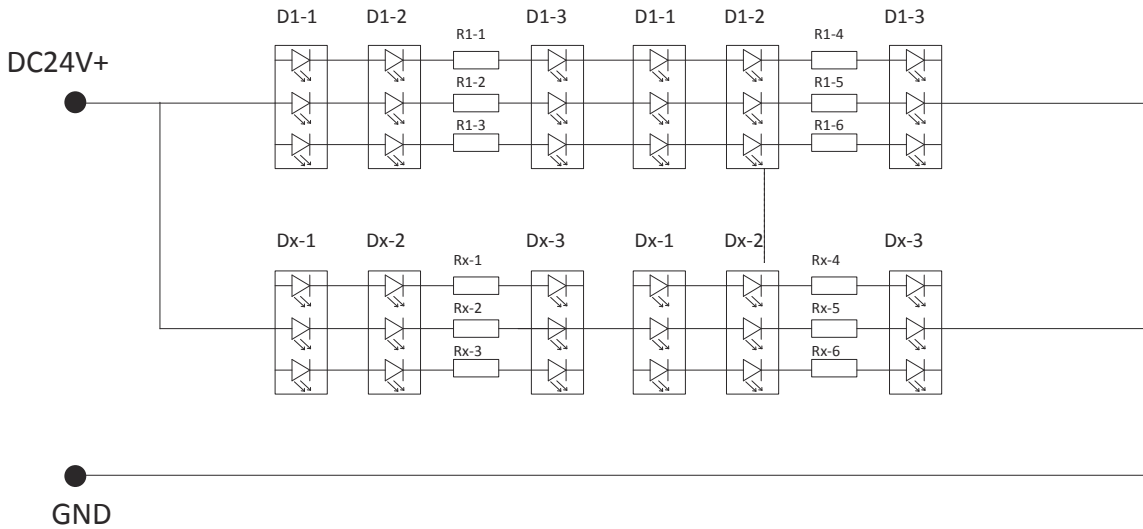 D1-1 D1-2 D1-3 D1-1 D1-2 D1-3
R1-1 R1-4
DC24V+
R1-2 R1-5
R1-3 R1-6
Dx-1 Dx-2 Dx-3 Dx-1 Dx-2 Dx-3
Rx-1 Rx-4
Rx-2 Rx-5
Rx-3 Rx-6
GND